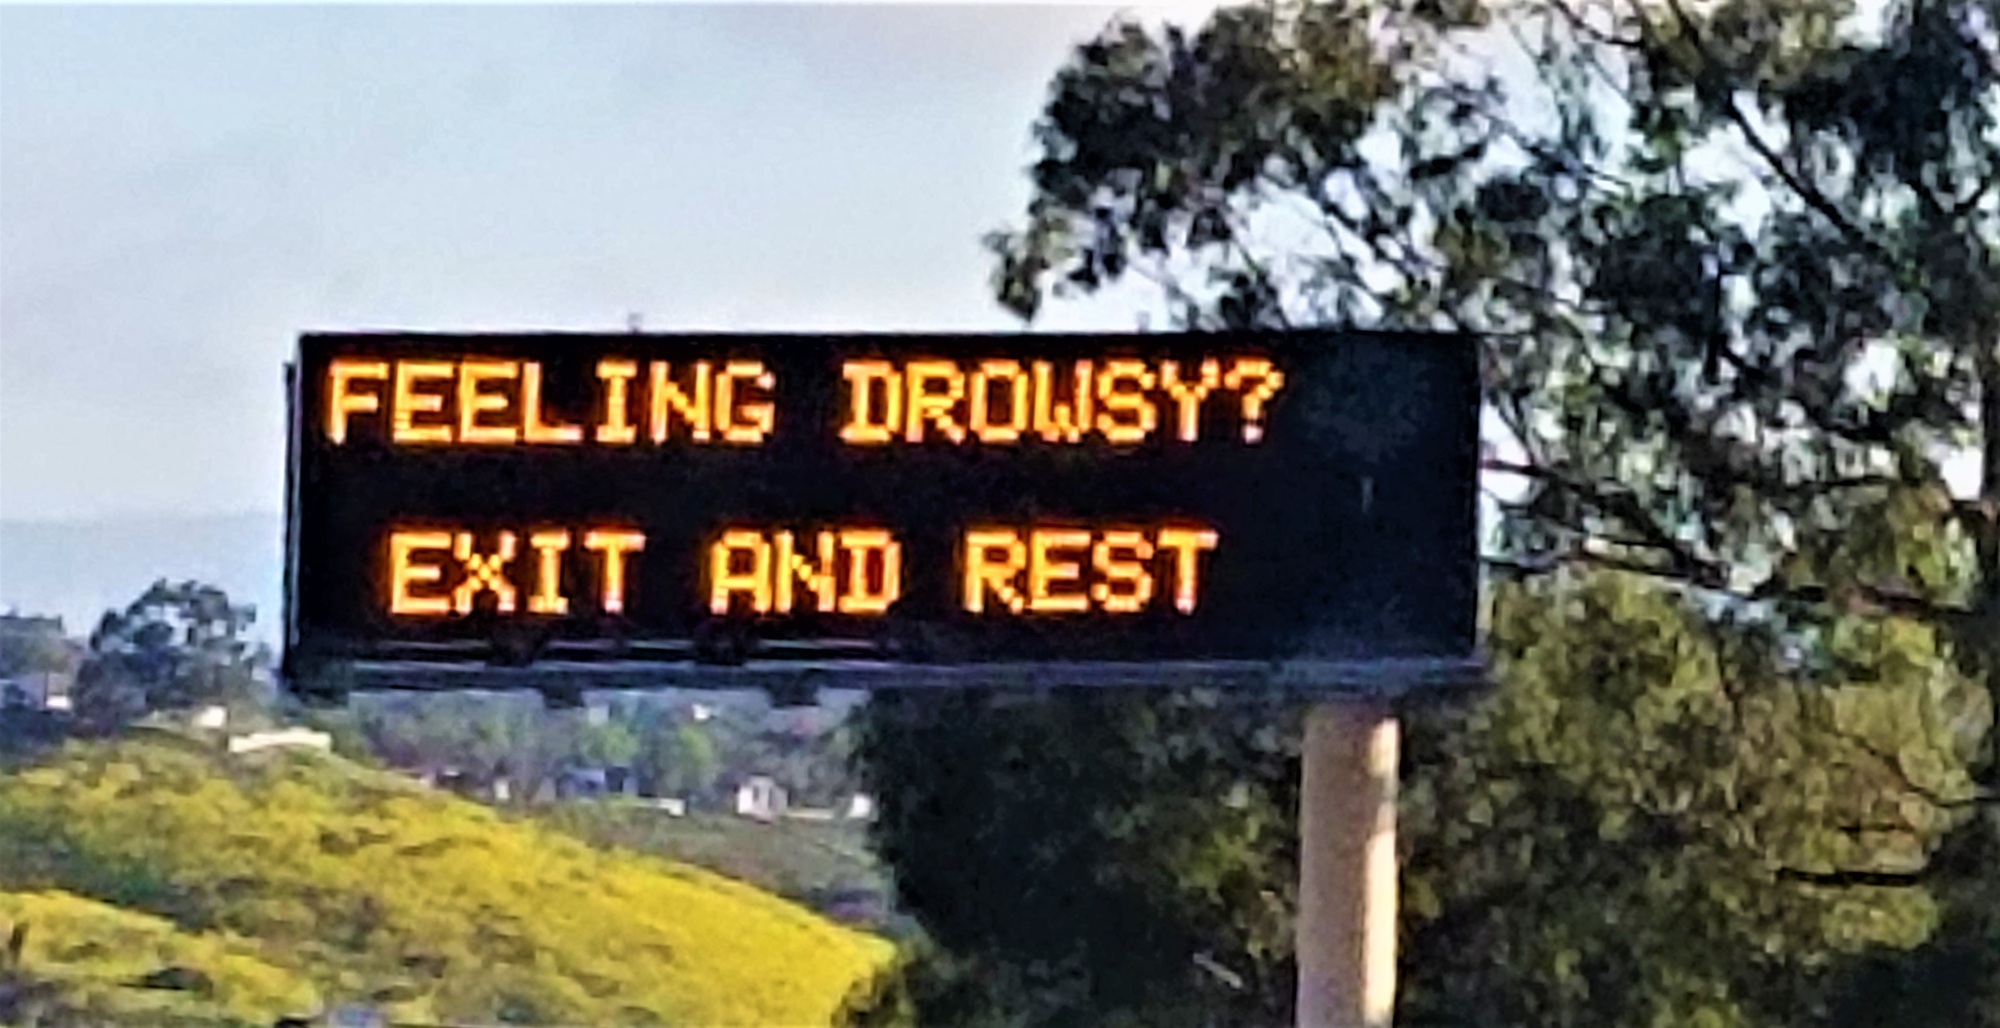 FEELING DROWSY?
EXIT AND REST